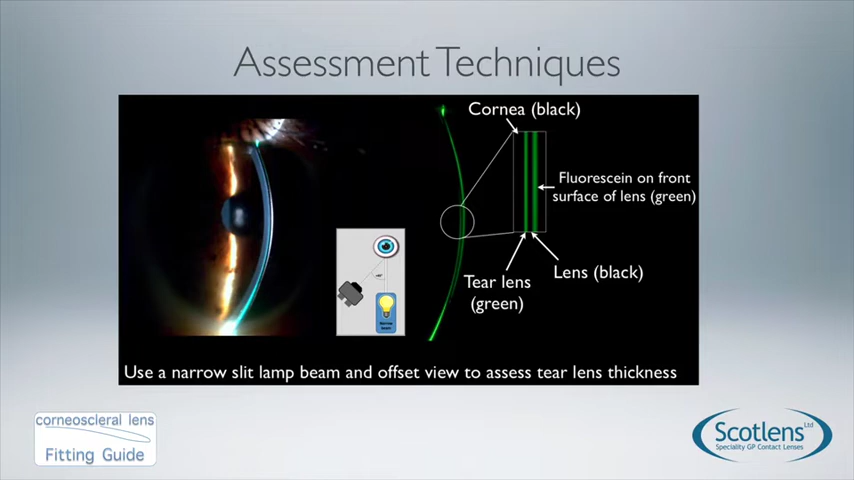 Assessment Techniques
Cornea (black)
Fluorescein on front
surface of lens (green)
Lens (black)
Tear lens
(green)
Narrow
beam
Use a narrow slit lamp beam and offset view to assess tear lens thickness
corneoscleral lens
Fitting Guide
Scotlens Ltd
Speciality GP Contact Lenses